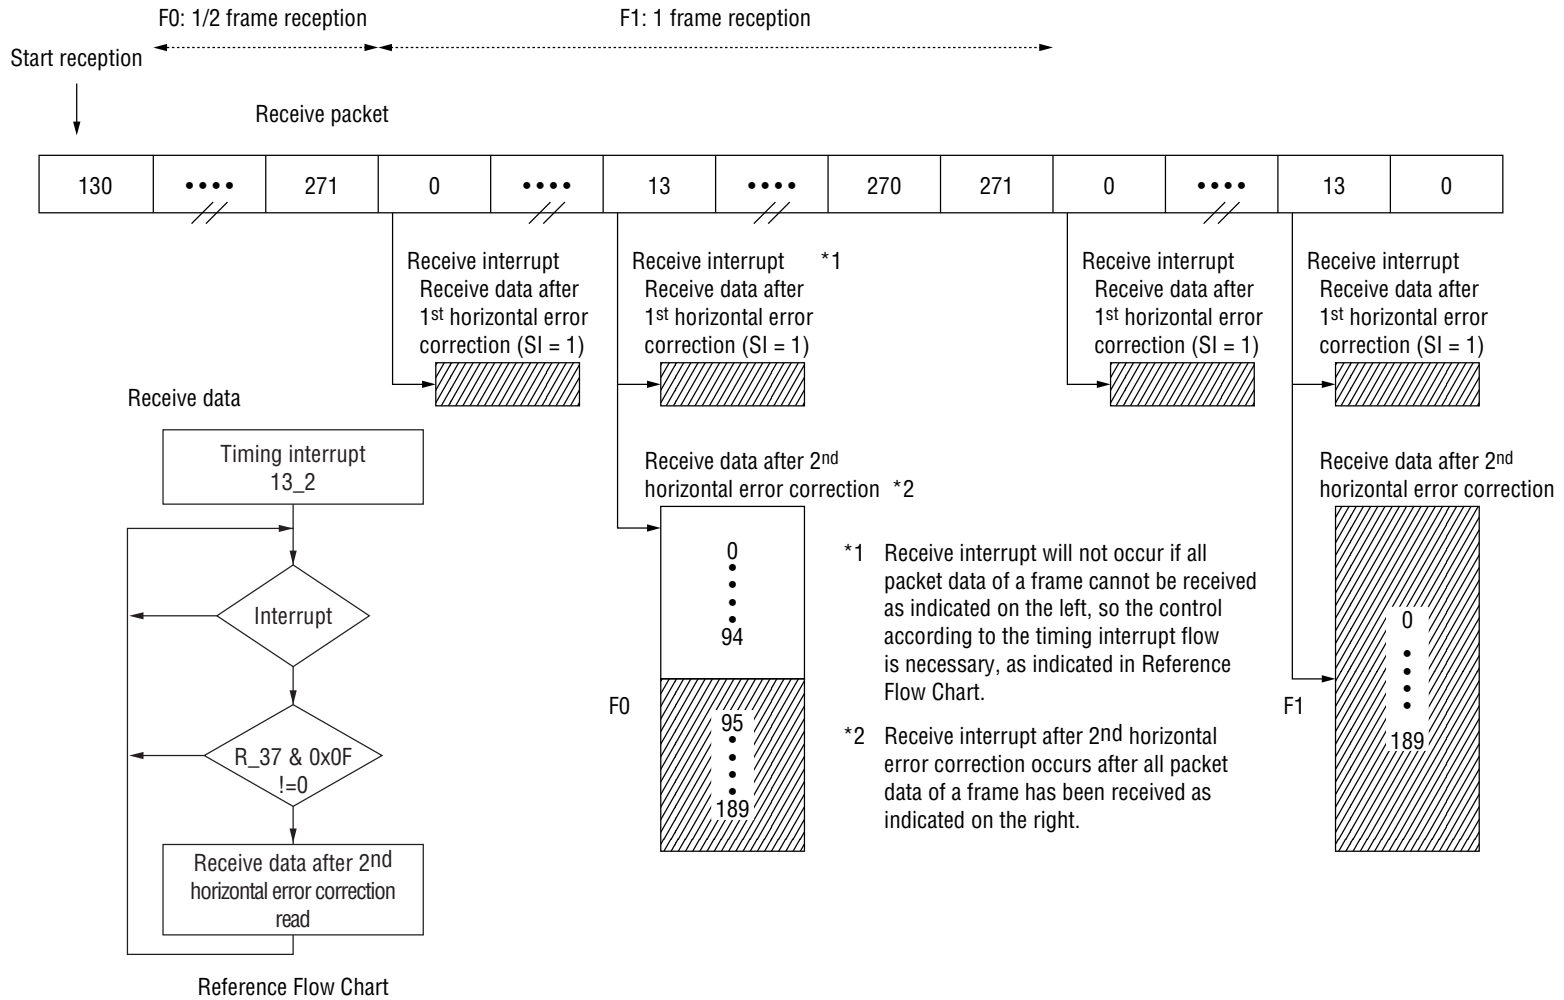 F0: 1/2 frame reception
F1: 1 frame reception
Start reception
Receive packet
130 •••• 271 0 •••• 13 •••• 270 271 0 •••• 13 0
Receive interrupt
Receive data after
1st horizontal error
correction (SI = 1)
Receive interrupt *1
Receive data after
1st horizontal error
correction (SI = 1)
Receive interrupt
Receive data after
1st horizontal error
correction (SI = 1)
Receive interrupt
Receive data after
1st horizontal error
correction (SI = 1)
Receive data
Timing interrupt
13_2
Interrupt
R_37 & 0x0F
!=0
Receive data after 2nd
horizontal error correction
read
Reference Flow Chart
Receive data after 2nd
horizontal error correction *2
0
94
F0
95
189
*1 Receive interrupt will not occur if all
packet data of a frame cannot be received
as indicated on the left, so the control
according to the timing interrupt flow
is necessary, as indicated in Reference
Flow Chart.
*2 Receive interrupt after 2nd horizontal
error correction occurs after all packet
data of a frame has been received as
indicated on the right.
Receive data after 2nd
horizontal error correction
0
F1
189